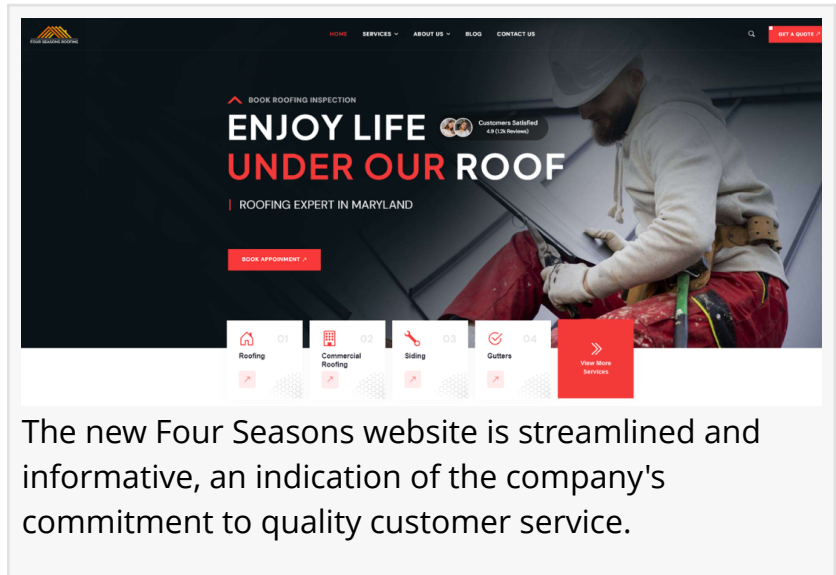 FOUR SEASONS ROOFING
HOME SERVICES ABOUT US BLOG CONTACT US
GET A QUOTE
BOOK ROOFING INSPECTION
ENJOY LIFE
Customers Satisfied
4.9 (1.2k Reviews)
UNDER OUR ROOF
ROOFING EXPERT IN MARYLAND
BOOK APPOINMENT
01
Roofing
02
Commercial
Roofing
03
Siding
04
Gutters
View More
Services
The new Four Seasons website is streamlined and
informative, an indication of the company's
commitment to quality customer service.